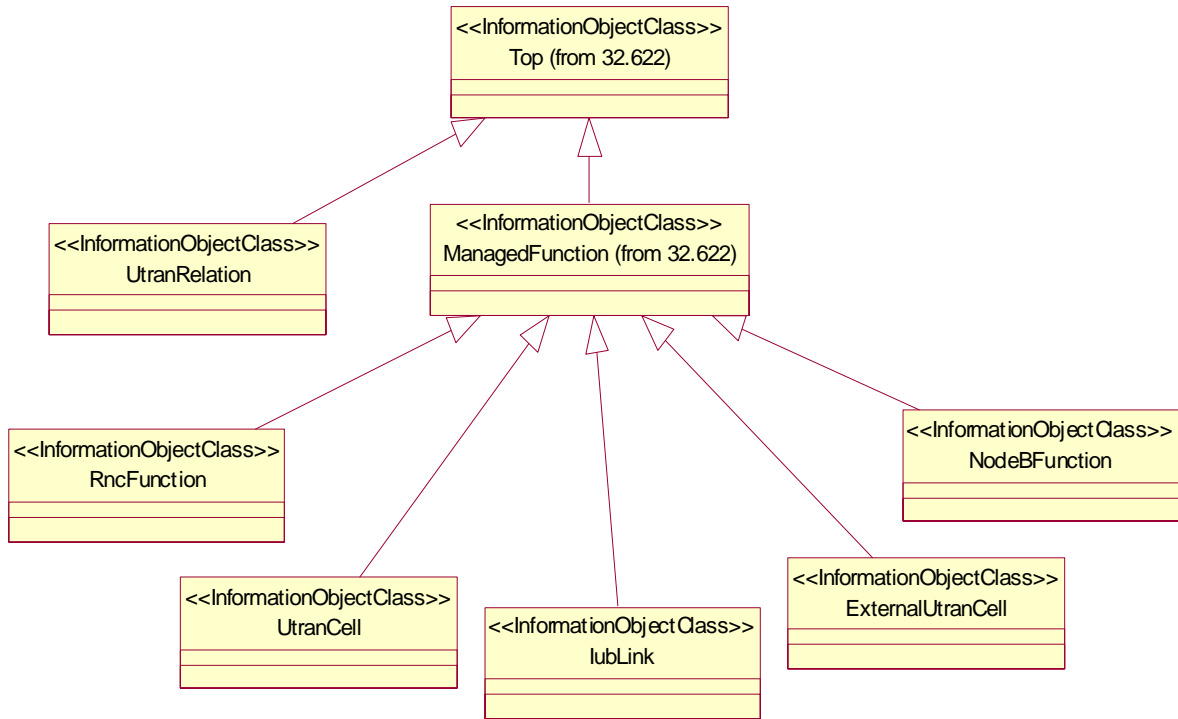 <<InformationObjectClass>>
Top (from 32.622)
<<InformationObjectClass>>
UtranRelation
<<InformationObjectClass>>
ManagedFunction (from 32.622)
<<InformationObjectClass>>
RncFunction
<<InformationObjectClass>>
NodeBFunction
<<InformationObjectClass>>
UtranCell
<<InformationObjectClass>>
IubLink
<<InformationObjectClass>>
ExternalUtranCell